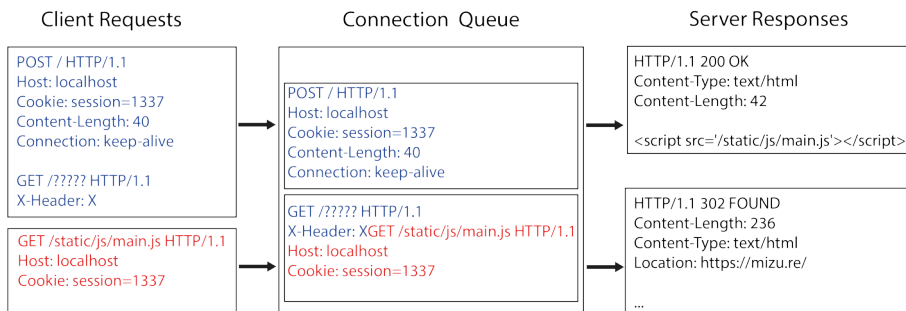 Client Requests
POST / HTTP/1.1
Host: localhost
Cookie: session=1337
Content-Length: 40
Connection: keep-alive
GET /????? HTTP/1.1
X-Header: X
GET /static/js/main.js HTTP/1.1
Host: localhost
Cookie: session=1337
Connection Queue
POST / HTTP/1.1
Host: localhost
Cookie: session=1337
Content-Length: 40
Connection: keep-alive
GET /????? HTTP/1.1
X-Header: XGET /static/js/main.js HTTP/1.1
Host: localhost
Cookie: session=1337
Server Responses
HTTP/1.1 200 OK
Content-Type: text/html
Content-Length: 42
<script src='/static/js/main.js'></script>
HTTP/1.1 302 FOUND
Content-Length: 236
Content-Type: text/html
Location: https://mizu.re/
...